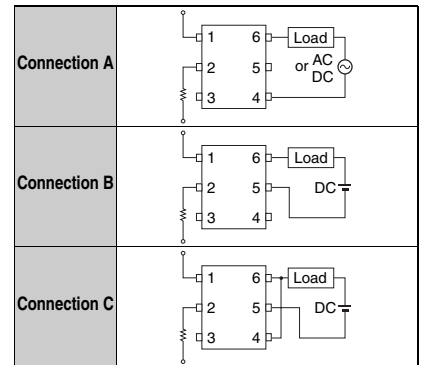 Connection A
1 6 Load
2 5 or AC
DC
3 4
Connection B
1 6 Load
2 5 DC
3 4
Connection C
1 6 Load
2 5 DC
3 4